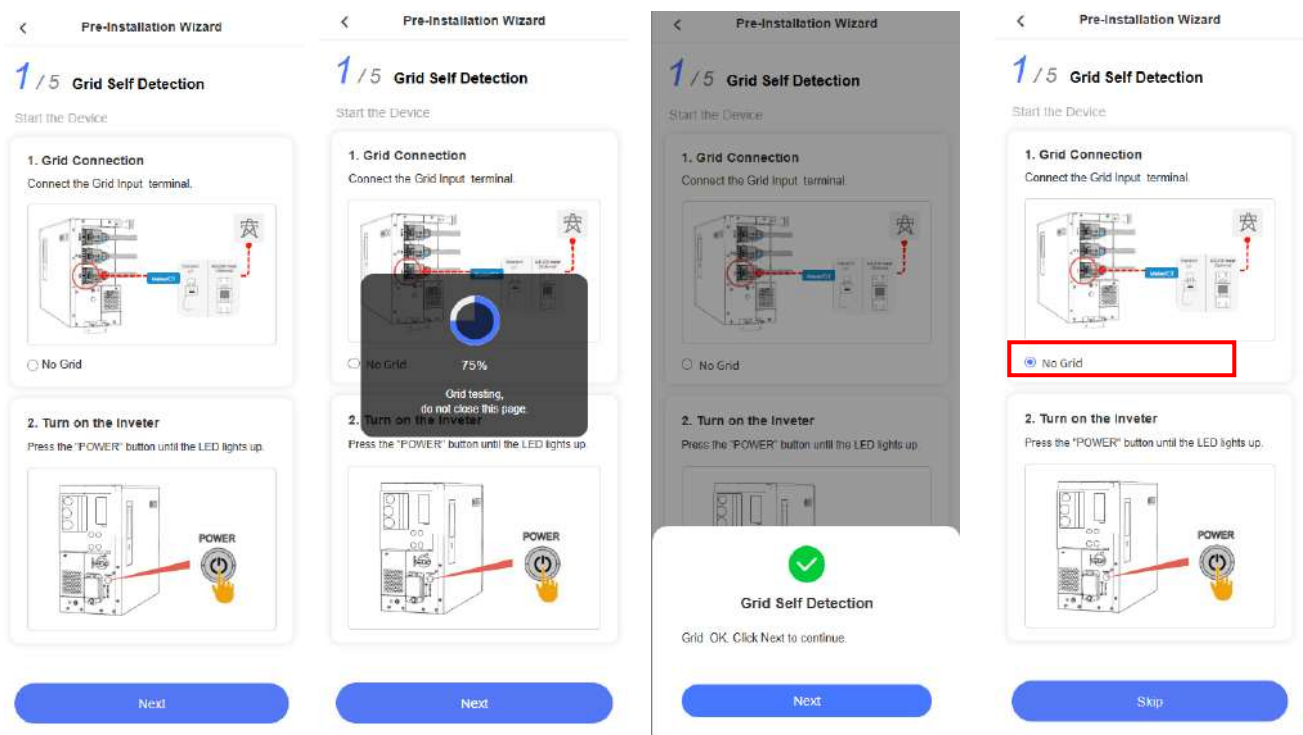 Pre-Installation Wizard
1 / 5 Grid Self Detection
Start the Device
1. Grid Connection
Connect the Grid Input terminal.
No Grid
2. Turn on the Inveter
Press the "POWER" button until the LED lights up.
POWER
Next
Pre-Installation Wizard
1 / 5 Grid Self Detection
Start the Device
1. Grid Connection
Connect the Grid Input terminal.
No Grid
75%
Grid testing,
do not close this page.
2. Turn on the Inveter
Press the "POWER" button until the LED lights up.
POWER
Next
Pre-Installation Wizard
1 / 5 Grid Self Detection
Start the Device
1. Grid Connection
Connect the Grid Input terminal.
No Grid
2. Turn on the Inveter
Press the "POWER" button until the LED lights up.
Grid Self Detection
Grid OK, Click Next to continue.
Next
Pre-Installation Wizard
1 / 5 Grid Self Detection
Start the Device
1. Grid Connection
Connect the Grid Input terminal.
No Grid
2. Turn on the Inveter
Press the "POWER" button until the LED lights up.
POWER
Skip